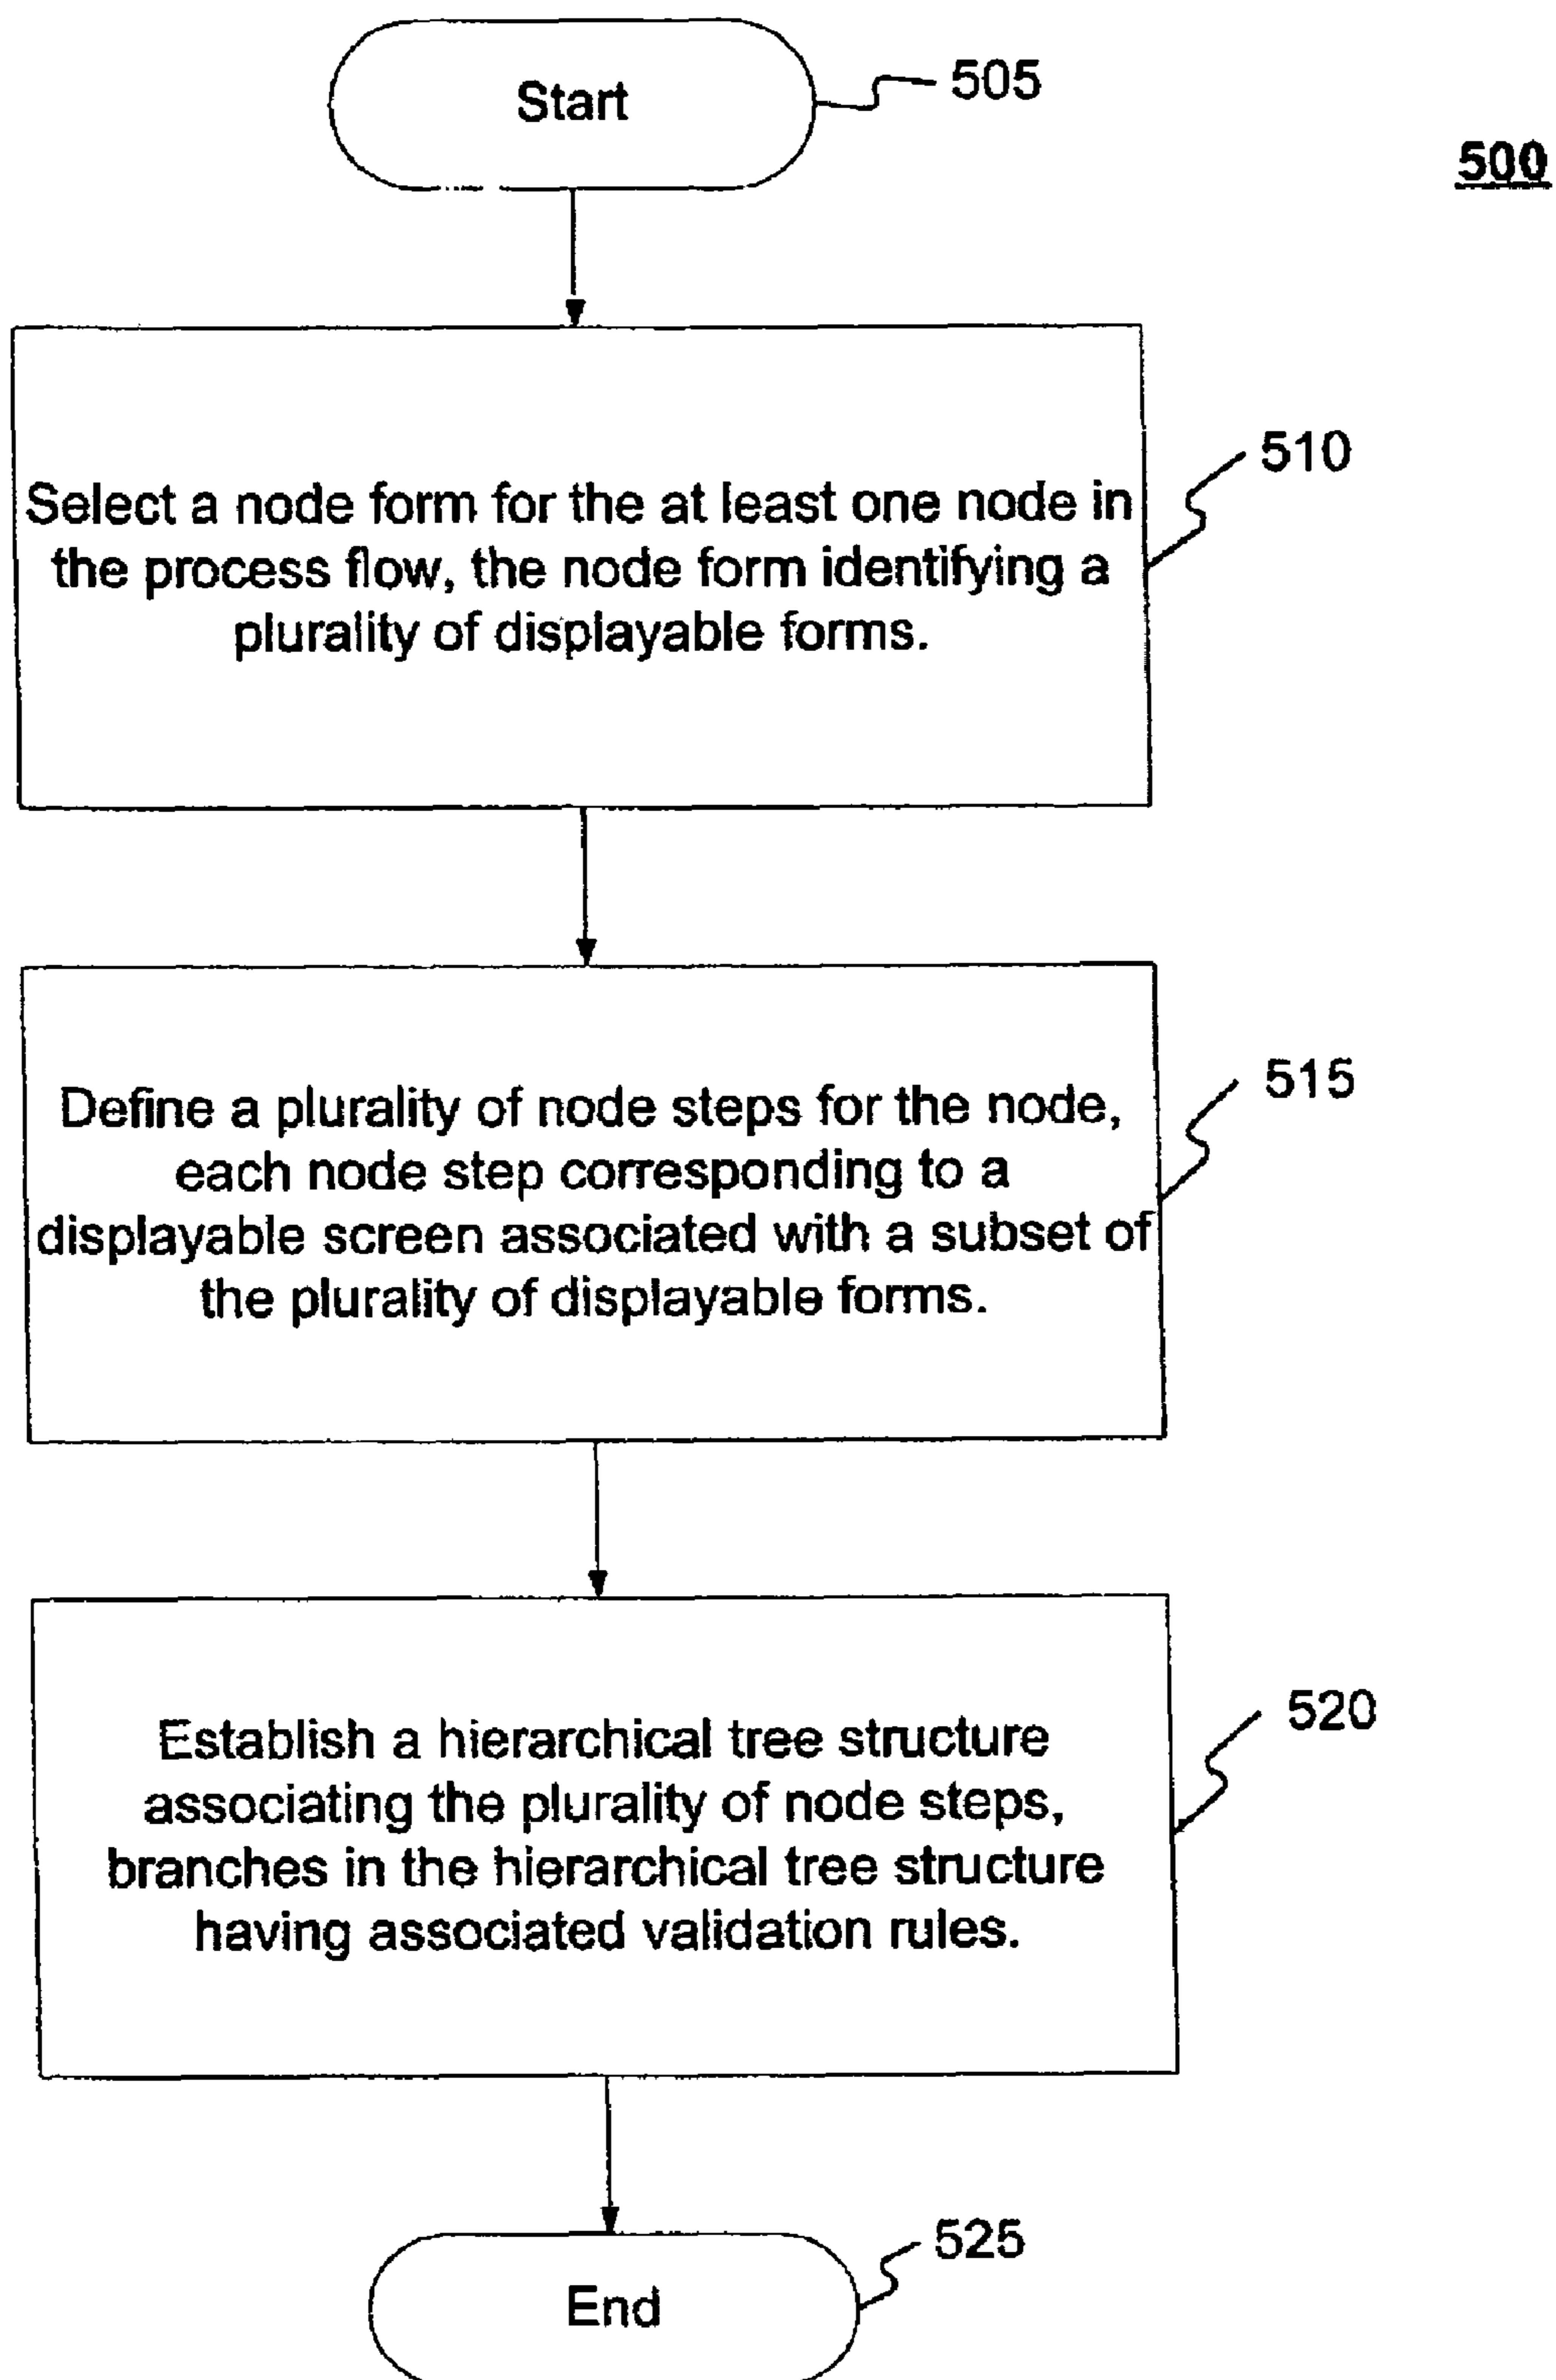 Start
505
500
510
Select a node form for the at least one node in
the process flow, the node form identifying a
plurality of displayable forms.
515
Define a plurality of node steps for the node,
each node step corresponding to a
displayable screen associated with a subset of
the plurality of displayable forms.
520
Establish a hierarchical tree structure
associating the plurality of node steps,
branches in the hierarchical tree structure
having associated validation rules.
525
End